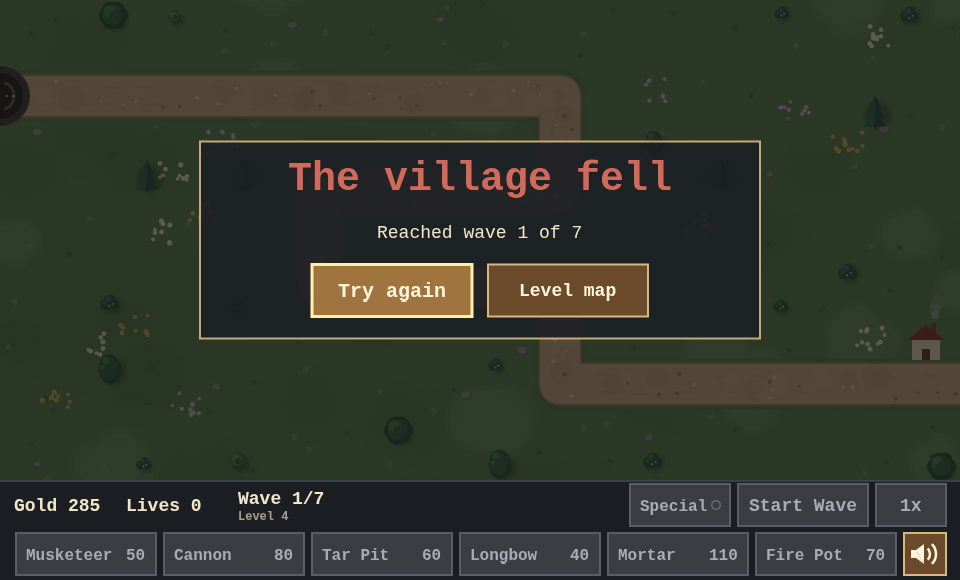 The village fell
Reached wave 1 of 7
Try again
Level map
Gold 285
Lives 0
Wave 1/7
Level 4
Special
Start Wave
1x
Musketeer 50
Cannon 80
Tar Pit 60
Longbow 40
Mortar 110
Fire Pot 70